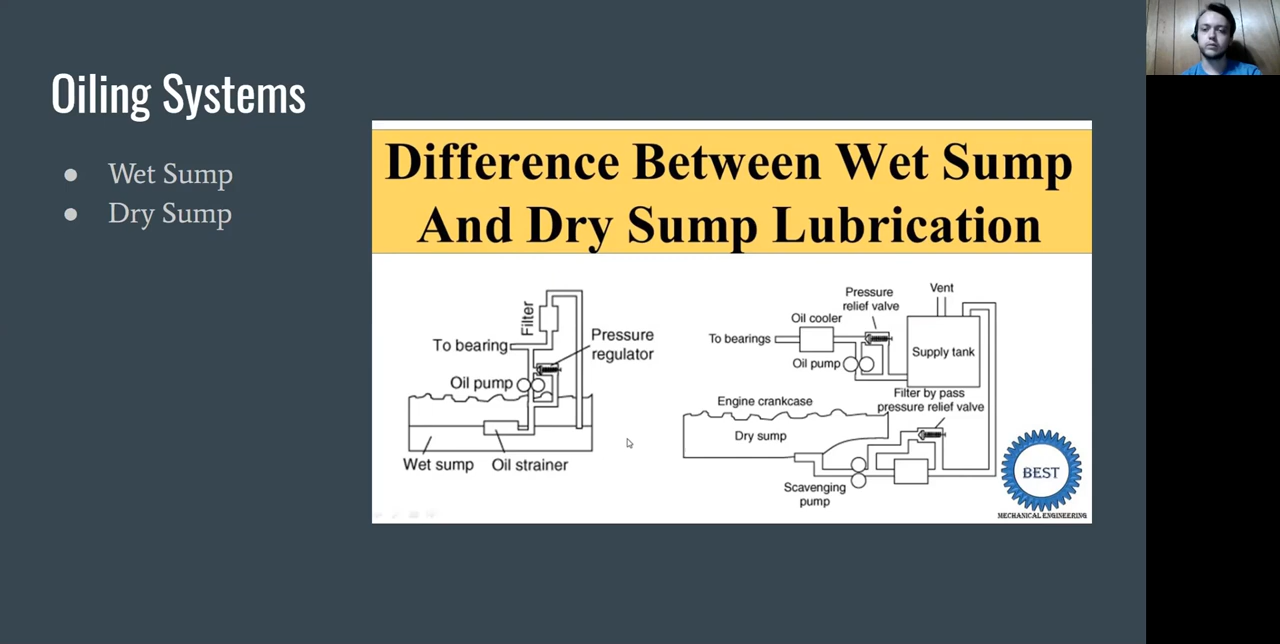 Oiling Systems
● Wet Sump
● Dry Sump
Difference Between Wet Sump
And Dry Sump Lubrication
Filter
To bearing
Pressure
regulator
Oil pump
Wet sump
Oil strainer
Pressure
relief valve
Vent
Oil cooler
To bearings
Oil pump
Supply tank
Filter by pass
pressure relief valve
Engine crankcase
Dry sump
Scavenging
pump
BEST
MECHANICAL ENGINEERING